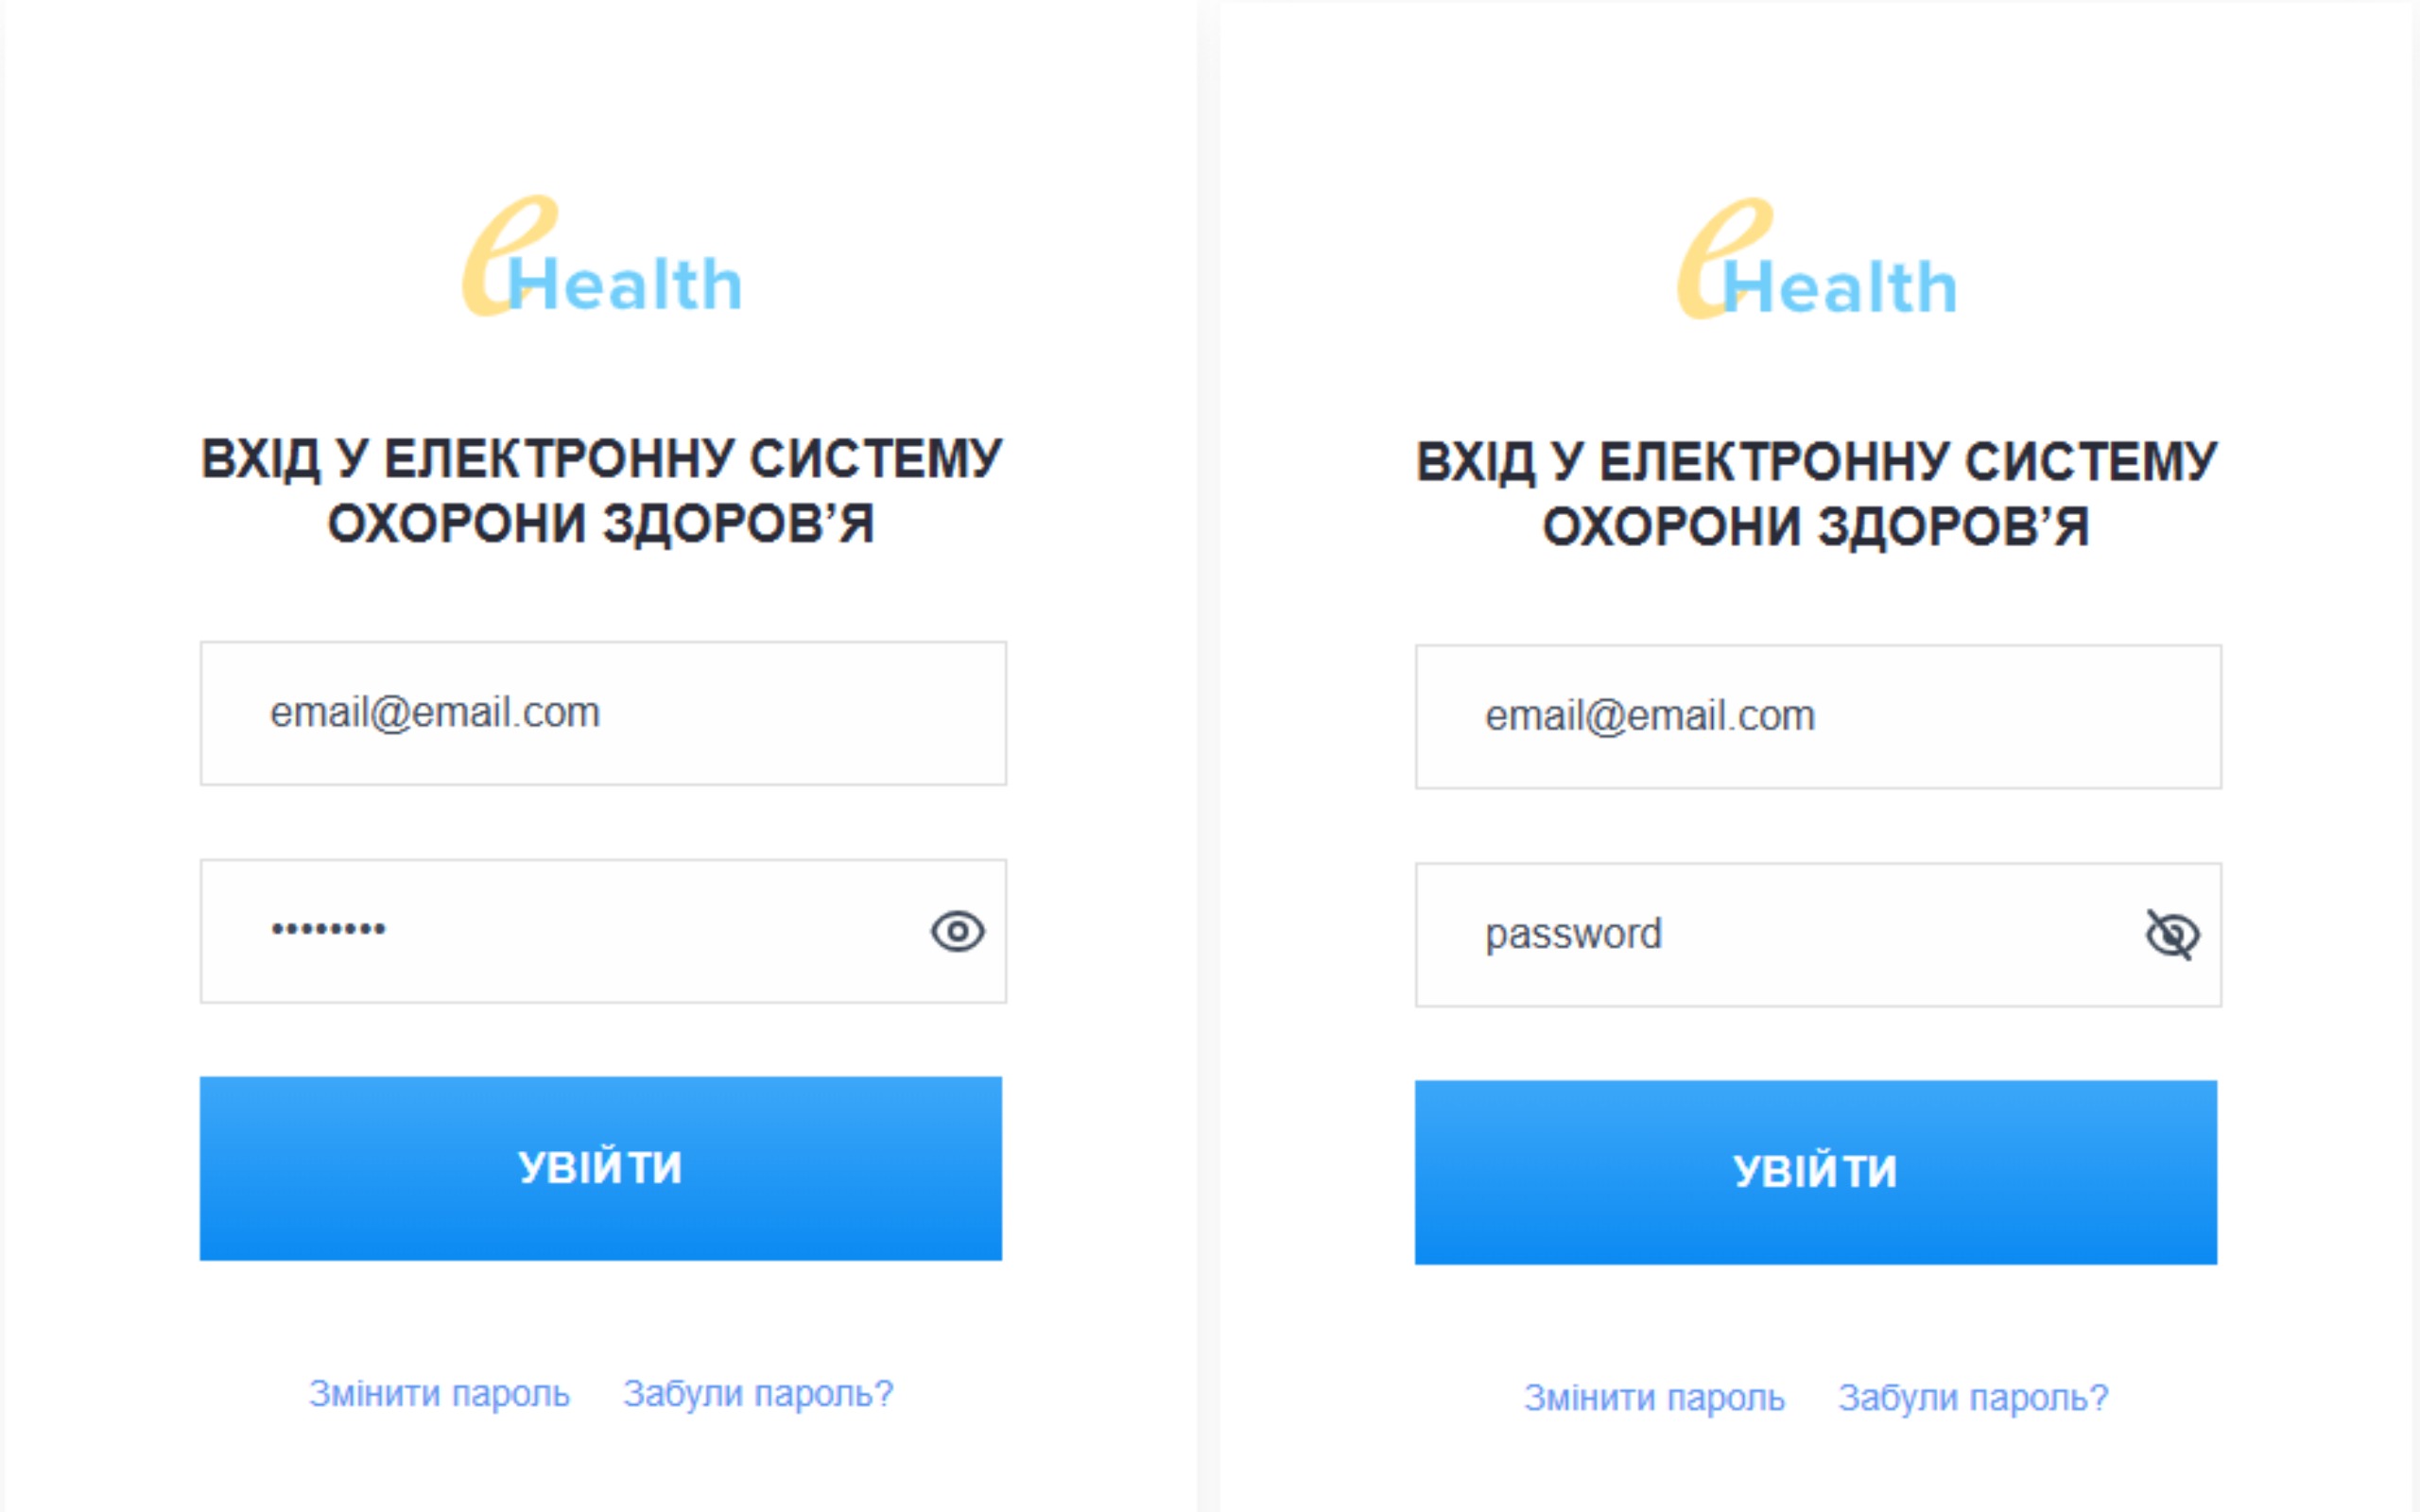 eHealth
ВХІД У ЕЛЕКТРОННУ СИСТЕМУ
ОХОРОНИ ЗДОРОВ’Я
email@email.com
••••••••
УВІЙТИ
Змінити пароль Забули пароль?
eHealth
ВХІД У ЕЛЕКТРОННУ СИСТЕМУ
ОХОРОНИ ЗДОРОВ’Я
email@email.com
password
УВІЙТИ
Змінити пароль Забули пароль?